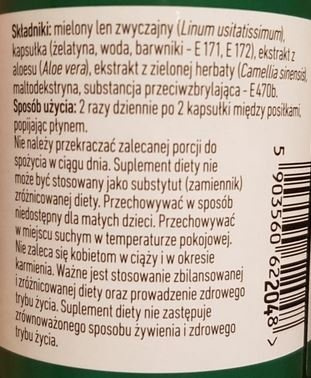 Składniki: mielony len zwyczajny (Linum usitatissimum),
kapsułka (żelatyna, woda, barwniki - E 171, E 172), ekstrakt z
aloesu (Aloe vera), ekstrakt z zielonej herbaty (Camellia sinensis),
maltodekstryna, substancja przeciwzbrylająca - E470b.
Sposób użycia: 2 razy dziennie po 2 kapsułki między posiłkami,
popijając płynem.
Nie należy przekraczać zalecanej porcji do
spożycia w ciągu dnia. Suplement diety nie
może być stosowany jako substytut (zamiennik)
zróżnicowanej diety. Przechowywać w sposób
niedostępny dla małych dzieci. Przechowywać
w miejscu suchym w temperaturze pokojowej.
Nie zaleca się kobietom w ciąży i w okresie
karmienia. Ważne jest stosowanie zbilansowanej
i zróżnicowanej diety oraz prowadzenie zdrowego
trybu życia. Suplement diety nie zastępuje
zrównoważonego sposobu żywienia i zdrowego
trybu życia.
5 903560 622048 >